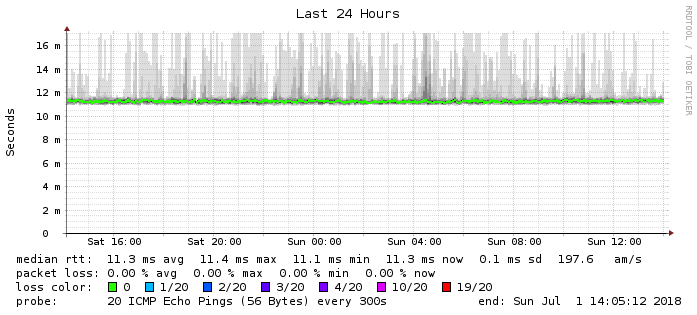 Last 24 Hours
RRDTOOL / TOBI OETIKER
Seconds
16 m
14 m
12 m
10 m
8 m
6 m
4 m
2 m
0
Sat 16:00 Sat 20:00 Sun 00:00 Sun 04:00 Sun 08:00 Sun 12:00
median rtt: 11.3 ms avg 11.4 ms max 11.1 ms min 11.3 ms now 0.1 ms sd 197.6 am/s
packet loss: 0.00 % avg 0.00 % max 0.00 % min 0.00 % now
loss color: 0 1/20 2/20 3/20 4/20 10/20 19/20
probe: 20 ICMP Echo Pings (56 Bytes) every 300s end: Sun Jul 1 14:05:12 2018